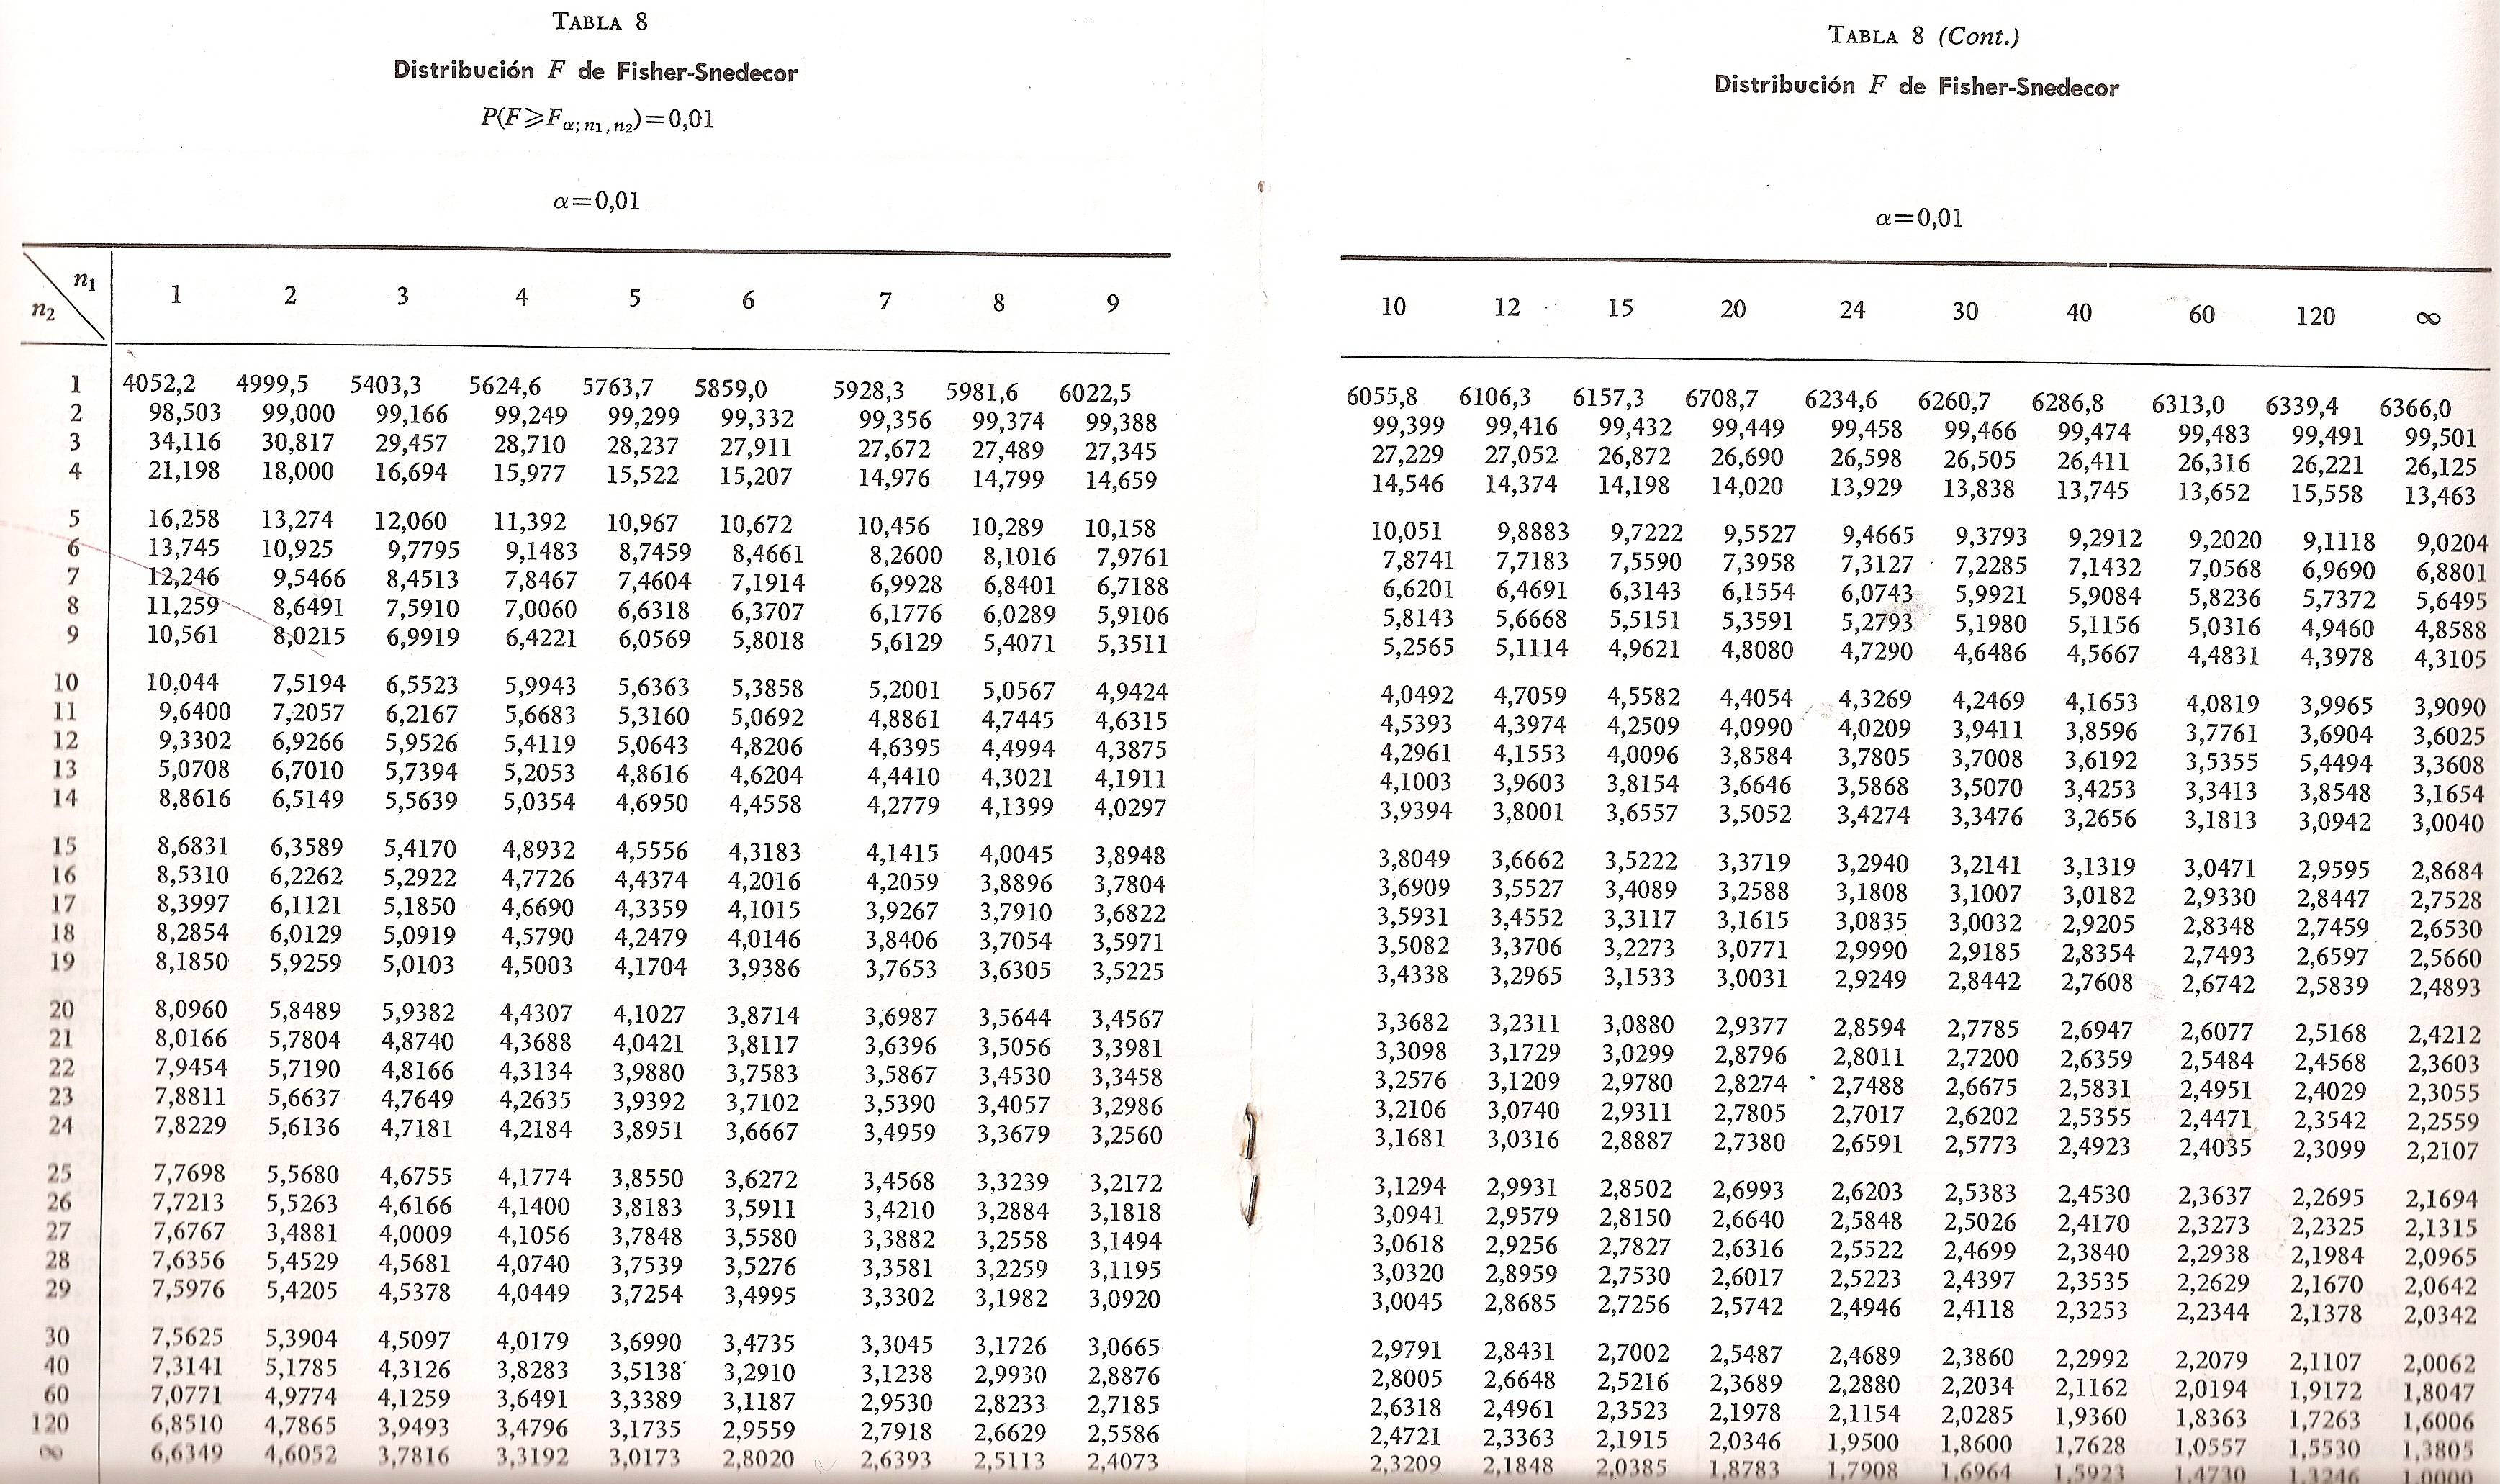 TABLA 8
Distribución F de Fisher-Snedecor
P(F⩾Fα; n1, n2)=0,01
α=0,01
n1
n2
1 2 3 4 5 6 7 8 9
1 4052,2 4999,5 5403,3 5624,6 5763,7 5859,0 5928,3 5981,6 6022,5
2 98,503 99,000 99,166 99,249 99,299 99,332 99,356 99,374 99,388
3 34,116 30,817 29,457 28,710 28,237 27,911 27,672 27,489 27,345
4 21,198 18,000 16,694 15,977 15,522 15,207 14,976 14,799 14,659
5 16,258 13,274 12,060 11,392 10,967 10,672 10,456 10,289 10,158
6 13,745 10,925 9,7795 9,1483 8,7459 8,4661 8,2600 8,1016 7,9761
7 12,246 9,5466 8,4513 7,8467 7,4604 7,1914 6,9928 6,8401 6,7188
8 11,259 8,6491 7,5910 7,0060 6,6318 6,3707 6,1776 6,0289 5,9106
9 10,561 8,0215 6,9919 6,4221 6,0569 5,8018 5,6129 5,4071 5,3511
10 10,044 7,5194 6,5523 5,9943 5,6363 5,3858 5,2001 5,0567 4,9424
11 9,6400 7,2057 6,2167 5,6683 5,3160 5,0692 4,8861 4,7445 4,6315
12 9,3302 6,9266 5,9526 5,4119 5,0643 4,8206 4,6395 4,4994 4,3875
13 5,0708 6,7010 5,7394 5,2053 4,8616 4,6204 4,4410 4,3021 4,1911
14 8,8616 6,5149 5,5639 5,0354 4,6950 4,4558 4,2779 4,1399 4,0297
15 8,6831 6,3589 5,4170 4,8932 4,5556 4,3183 4,1415 4,0045 3,8948
16 8,5310 6,2262 5,2922 4,7726 4,4374 4,2016 4,2059 3,8896 3,7804
17 8,3997 6,1121 5,1850 4,6690 4,3359 4,1015 3,9267 3,7910 3,6822
18 8,2854 6,0129 5,0919 4,5790 4,2479 4,0146 3,8406 3,7054 3,5971
19 8,1850 5,9259 5,0103 4,5003 4,1704 3,9386 3,7653 3,6305 3,5225
20 8,0960 5,8489 5,9382 4,4307 4,1027 3,8714 3,6987 3,5644 3,4567
21 8,0166 5,7804 4,8740 4,3688 4,0421 3,8117 3,6396 3,5056 3,3981
22 7,9454 5,7190 4,8166 4,3134 3,9880 3,7583 3,5867 3,4530 3,3458
23 7,8811 5,6637 4,7649 4,2635 3,9392 3,7102 3,5390 3,4057 3,2986
24 7,8229 5,6136 4,7181 4,2184 3,8951 3,6667 3,4959 3,3679 3,2560
25 7,7698 5,5680 4,6755 4,1774 3,8550 3,6272 3,4568 3,3239 3,2172
26 7,7213 5,5263 4,6166 4,1400 3,8183 3,5911 3,4210 3,2884 3,1818
27 7,6767 3,4881 4,0009 4,1056 3,7848 3,5580 3,3882 3,2558 3,1494
28 7,6356 5,4529 4,5681 4,0740 3,7539 3,5276 3,3581 3,2259 3,1195
29 7,5976 5,4205 4,5378 4,0449 3,7254 3,4995 3,3302 3,1982 3,0920
30 7,5625 5,3904 4,5097 4,0179 3,6990 3,4735 3,3045 3,1726 3,0665
40 7,3141 5,1785 4,3126 3,8283 3,5138 3,2910 3,1238 2,9930 2,8876
60 7,0771 4,9774 4,1259 3,6491 3,3389 3,1187 2,9530 2,8233 2,7185
120 6,8510 4,7865 3,9493 3,4796 3,1735 2,9559 2,7918 2,6629 2,5586
∞ 6,6349 4,6052 3,7816 3,3192 3,0173 2,8020 2,6393 2,5113 2,4073
TABLA 8 (Cont.)
Distribución F de Fisher-Snedecor
α=0,01
10 12 15 20 24 30 40 60 120 ∞
6055,8 6106,3 6157,3 6708,7 6234,6 6260,7 6286,8 6313,0 6339,4 6366,0
99,399 99,416 99,432 99,449 99,458 99,466 99,474 99,483 99,491 99,501
27,229 27,052 26,872 26,690 26,598 26,505 26,411 26,316 26,221 26,125
14,546 14,374 14,198 14,020 13,929 13,838 13,745 13,652 15,558 13,463
10,051 9,8883 9,7222 9,5527 9,4665 9,3793 9,2912 9,2020 9,1118 9,0204
7,8741 7,7183 7,5590 7,3958 7,3127 7,2285 7,1432 7,0568 6,9690 6,8801
6,6201 6,4691 6,3143 6,1554 6,0743 5,9921 5,9084 5,8236 5,7372 5,6495
5,8143 5,6668 5,5151 5,3591 5,2793 5,1980 5,1156 5,0316 4,9460 4,8588
5,2565 5,1114 4,9621 4,8080 4,7290 4,6486 4,5667 4,4831 4,3978 4,3105
4,0492 4,7059 4,5582 4,4054 4,3269 4,2469 4,1653 4,0819 3,9965 3,9090
4,5393 4,3974 4,2509 4,0990 4,0209 3,9411 3,8596 3,7761 3,6904 3,6025
4,2961 4,1553 4,0096 3,8584 3,7805 3,7008 3,6192 3,5355 5,4494 3,3608
4,1003 3,9603 3,8154 3,6646 3,5868 3,5070 3,4253 3,3413 3,8548 3,1654
3,9394 3,8001 3,6557 3,5052 3,4274 3,3476 3,2656 3,1813 3,0942 3,0040
3,8049 3,6662 3,5222 3,3719 3,2940 3,2141 3,1319 3,0471 2,9595 2,8684
3,6909 3,5527 3,4089 3,2588 3,1808 3,1007 3,0182 2,9330 2,8447 2,7528
3,5931 3,4552 3,3117 3,1615 3,0835 3,0032 2,9205 2,8348 2,7459 2,6530
3,5082 3,3706 3,2273 3,0771 2,9990 2,9185 2,8354 2,7493 2,6597 2,5660
3,4338 3,2965 3,1533 3,0031 2,9249 2,8442 2,7608 2,6742 2,5839 2,4893
3,3682 3,2311 3,0880 2,9377 2,8594 2,7785 2,6947 2,6077 2,5168 2,4212
3,3098 3,1729 3,0299 2,8796 2,8011 2,7200 2,6359 2,5484 2,4568 2,3603
3,2576 3,1209 2,9780 2,8274 2,7488 2,6675 2,5831 2,4951 2,4029 2,3055
3,2106 3,0740 2,9311 2,7805 2,7017 2,6202 2,5355 2,4471 2,3542 2,2559
3,1681 3,0316 2,8887 2,7380 2,6591 2,5773 2,4923 2,4035 2,3099 2,2107
3,1294 2,9931 2,8502 2,6993 2,6203 2,5383 2,4530 2,3637 2,2695 2,1694
3,0941 2,9579 2,8150 2,6640 2,5848 2,5026 2,4170 2,3273 2,2325 2,1315
3,0618 2,9256 2,7827 2,6316 2,5522 2,4699 2,3840 2,2938 2,1984 2,0965
3,0320 2,8959 2,7530 2,6017 2,5223 2,4397 2,3535 2,2629 2,1670 2,0642
3,0045 2,8685 2,7256 2,5742 2,4946 2,4118 2,3253 2,2344 2,1378 2,0342
2,9791 2,8431 2,7002 2,5487 2,4689 2,3860 2,2992 2,2079 2,1107 2,0062
2,8005 2,6648 2,5216 2,3689 2,2880 2,2034 2,1162 2,0194 1,9172 1,8047
2,6318 2,4961 2,3523 2,1978 2,1154 2,0285 1,9360 1,8363 1,7263 1,6006
2,4721 2,3363 2,1915 2,0346 1,9500 1,8600 1,7628 1,0557 1,5530 1,3805
2,3209 2,1848 2,0385 1,8783 1,7908 1,6964 1,5923 1,4730 1,3246 1,0000